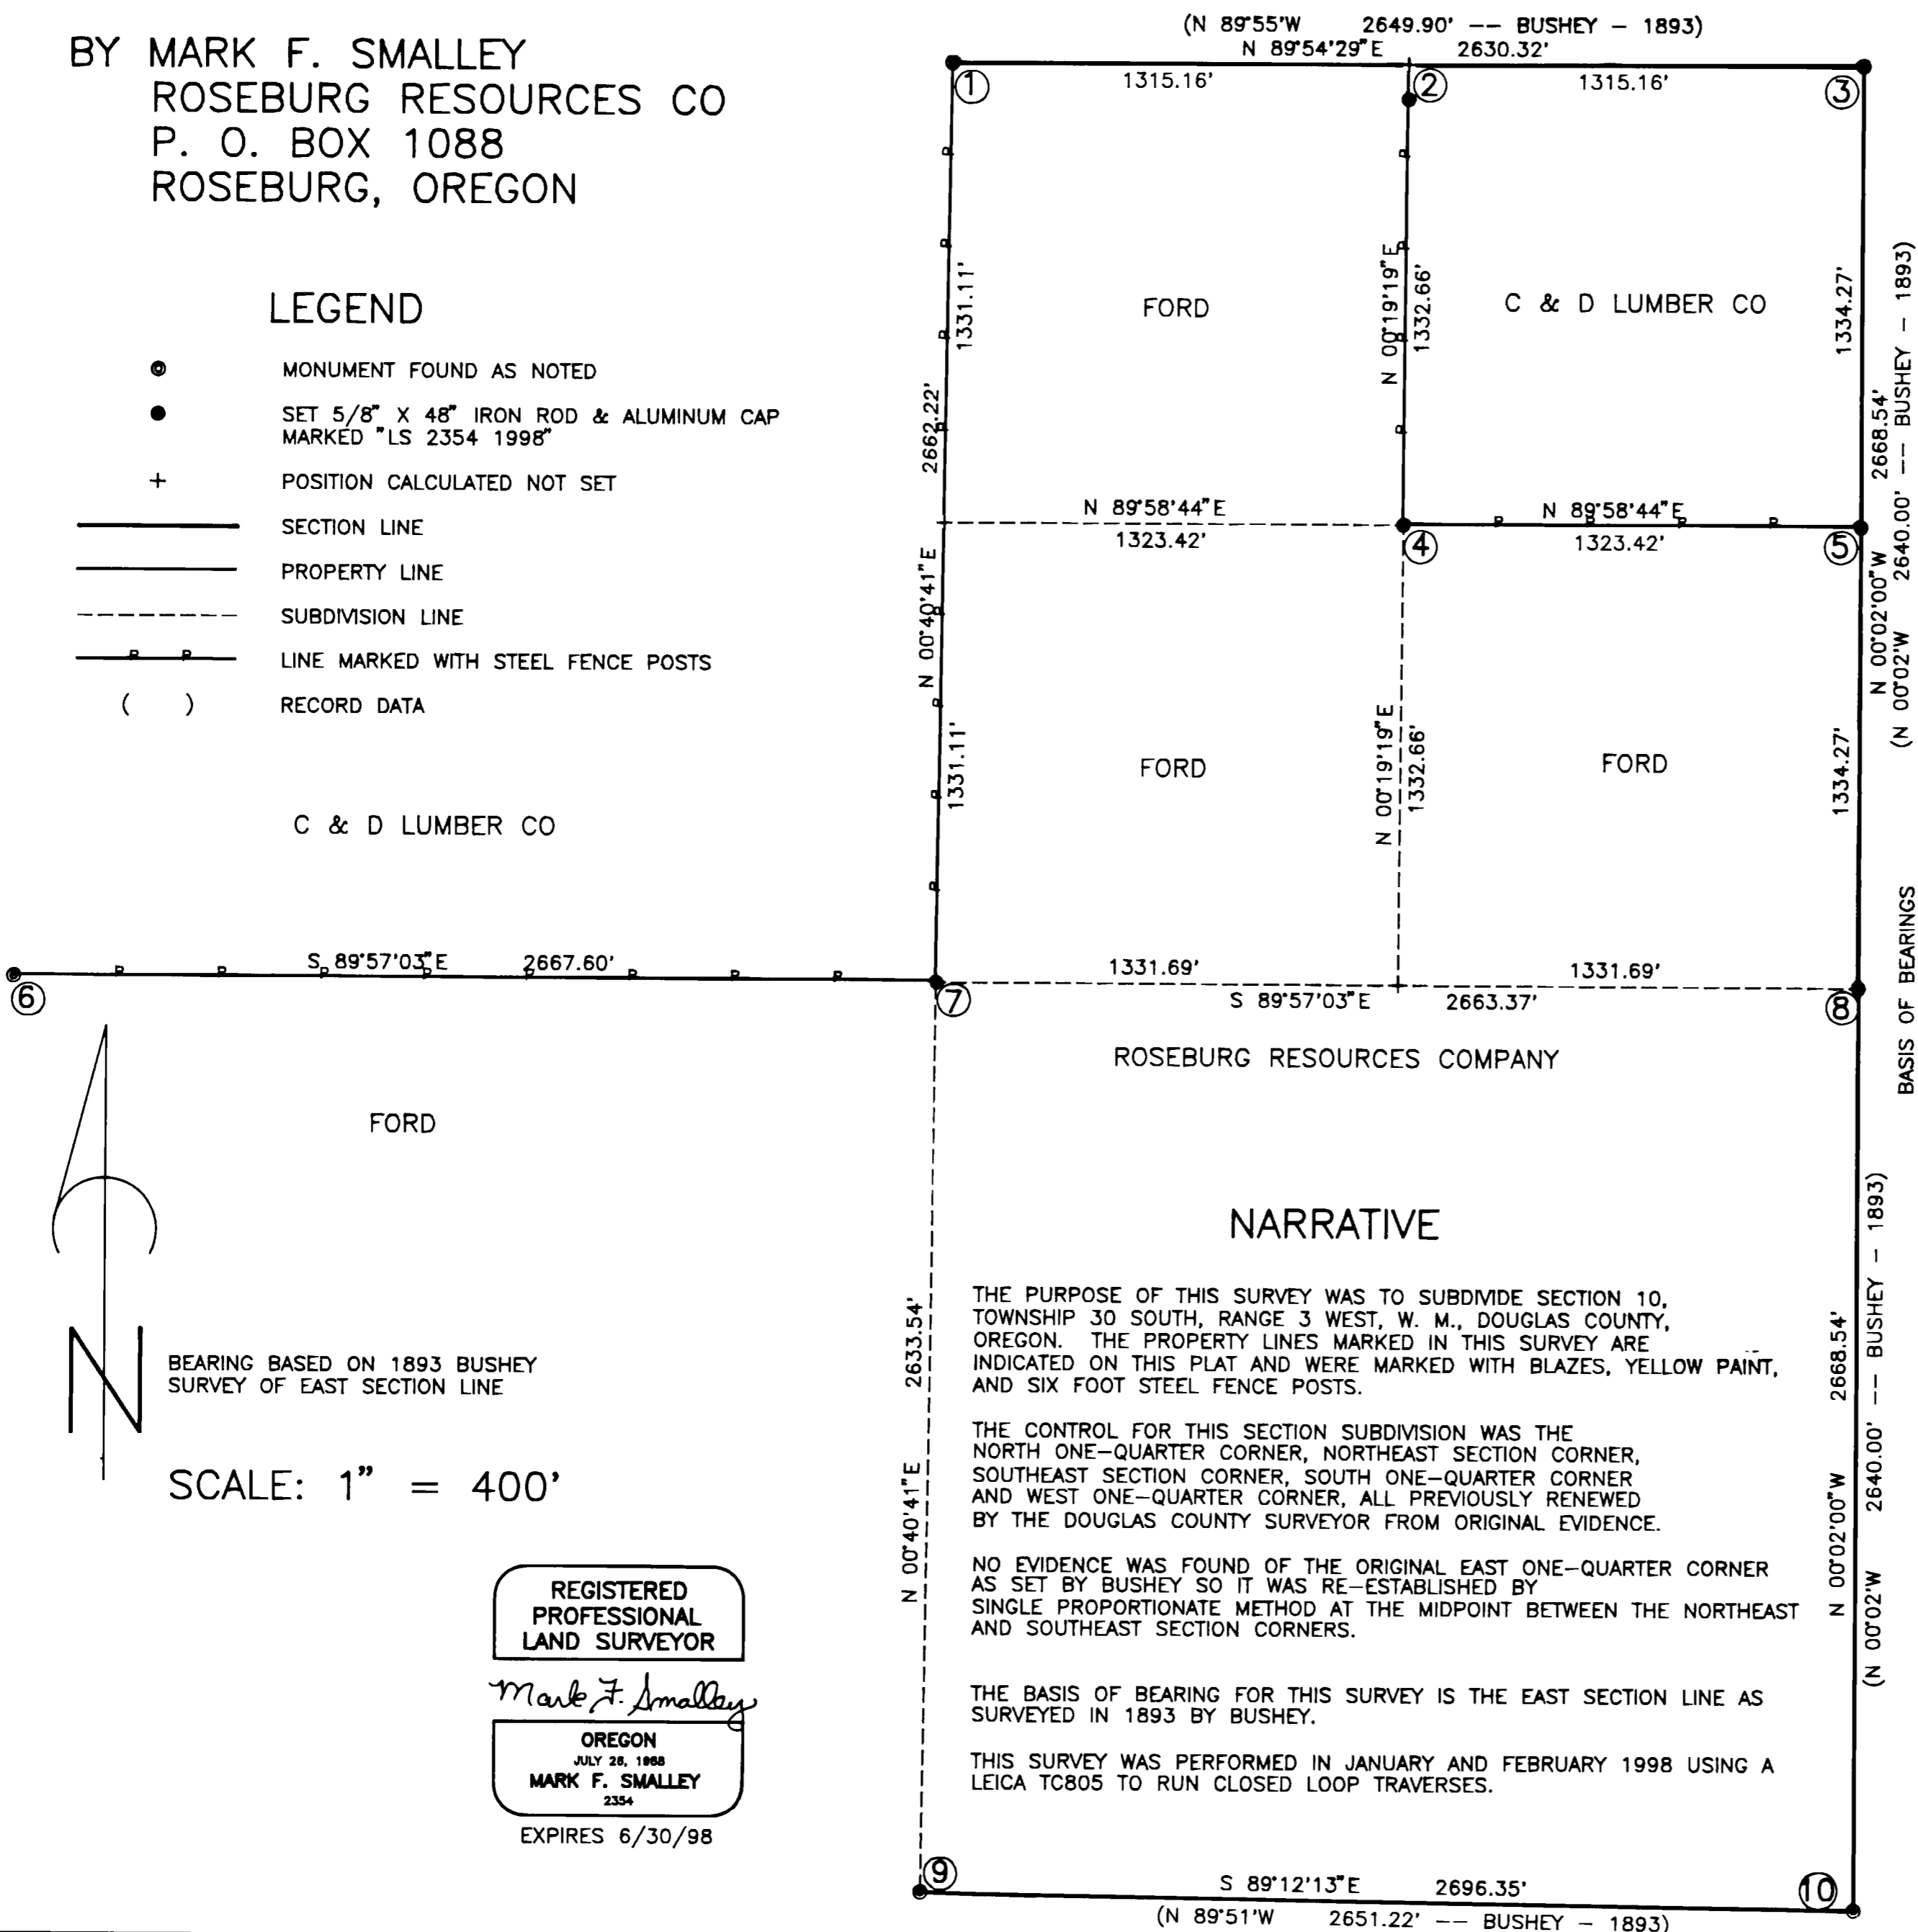 BY MARK F. SMALLEY
ROSEBURG RESOURCES CO
P. O. BOX 1088
ROSEBURG, OREGON
LEGEND
MONUMENT FOUND AS NOTED
SET 5/8" X 48" IRON ROD & ALUMINUM CAP
MARKED "LS 2354 1998"
+ POSITION CALCULATED NOT SET
SECTION LINE
PROPERTY LINE
SUBDIVISION LINE
P P LINE MARKED WITH STEEL FENCE POSTS
( ) RECORD DATA
(N 89°55'W 2649.90' -- BUSHEY - 1893)
N 89°54'29"E 2630.32'
1 1315.16' 2 1315.16' 3
1331.11'
FORD
N 00°19'19"E
1332.66'
C & D LUMBER CO
1334.27'
2662.22'
2668.54'
N 00°02'00"W
(N 00°02'W 2640.00' -- BUSHEY - 1893)
N 89°58'44"E
1323.42'
4
N 89°58'44"E
1323.42'
5
N 00°40'41"E
1331.11'
FORD
N 00°19'19"E
1332.66'
FORD
1334.27'
C & D LUMBER CO
BASIS OF BEARINGS
6
S 89°57'03"E 2667.60'
7
1331.69' 1331.69'
S 89°57'03"E 2663.37'
8
ROSEBURG RESOURCES COMPANY
FORD
N
BEARING BASED ON 1893 BUSHEY
SURVEY OF EAST SECTION LINE
SCALE: 1" = 400'
N 00°40'41"E 2633.54'
NARRATIVE
THE PURPOSE OF THIS SURVEY WAS TO SUBDIVIDE SECTION 10,
TOWNSHIP 30 SOUTH, RANGE 3 WEST, W. M., DOUGLAS COUNTY,
OREGON. THE PROPERTY LINES MARKED IN THIS SURVEY ARE
INDICATED ON THIS PLAT AND WERE MARKED WITH BLAZES, YELLOW PAINT,
AND SIX FOOT STEEL FENCE POSTS.
THE CONTROL FOR THIS SECTION SUBDIVISION WAS THE
NORTH ONE-QUARTER CORNER, NORTHEAST SECTION CORNER,
SOUTHEAST SECTION CORNER, SOUTH ONE-QUARTER CORNER
AND WEST ONE-QUARTER CORNER, ALL PREVIOUSLY RENEWED
BY THE DOUGLAS COUNTY SURVEYOR FROM ORIGINAL EVIDENCE.
NO EVIDENCE WAS FOUND OF THE ORIGINAL EAST ONE-QUARTER CORNER
AS SET BY BUSHEY SO IT WAS RE-ESTABLISHED BY
SINGLE PROPORTIONATE METHOD AT THE MIDPOINT BETWEEN THE NORTHEAST
AND SOUTHEAST SECTION CORNERS.
THE BASIS OF BEARING FOR THIS SURVEY IS THE EAST SECTION LINE AS
SURVEYED IN 1893 BY BUSHEY.
THIS SURVEY WAS PERFORMED IN JANUARY AND FEBRUARY 1998 USING A
LEICA TC805 TO RUN CLOSED LOOP TRAVERSES.
N 00°02'00"W 2668.54'
(N 00°02'W 2640.00' -- BUSHEY - 1893)
REGISTERED
PROFESSIONAL
LAND SURVEYOR
Mark F. Smalley
OREGON
JULY 26, 1988
MARK F. SMALLEY
2354
EXPIRES 6/30/98
9
S 89°12'13"E 2696.35'
10
(N 89°51'W 2651.22' -- BUSHEY - 1893)